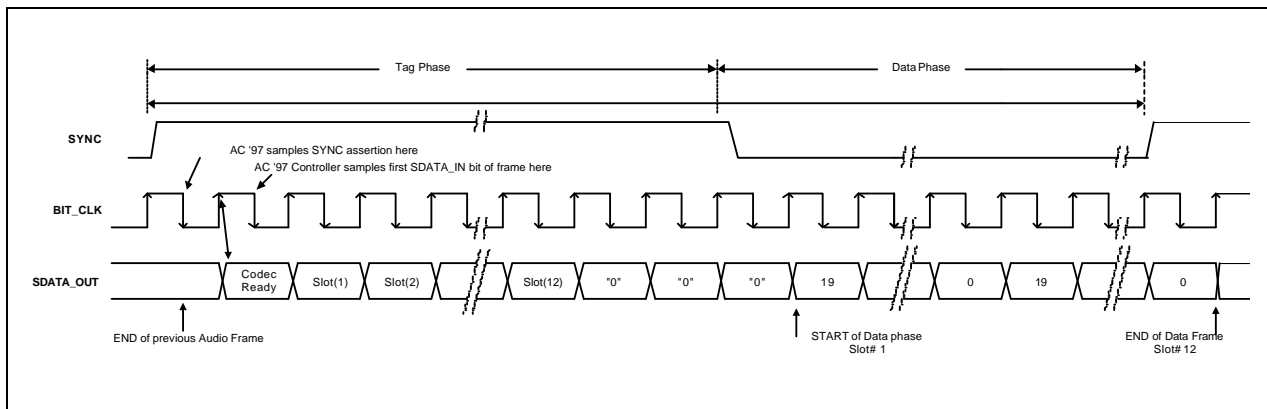 Tag Phase
Data Phase
SYNC
AC '97 samples SYNC assertion here
AC '97 Controller samples first SDATA_IN bit of frame here
BIT_CLK
SDATA_OUT
Codec
Ready
Slot(1)
Slot(2)
Slot(12)
"0"
"0"
"0"
19
0
19
0
END of previous Audio Frame
START of Data phase
Slot# 1
END of Data Frame
Slot# 12